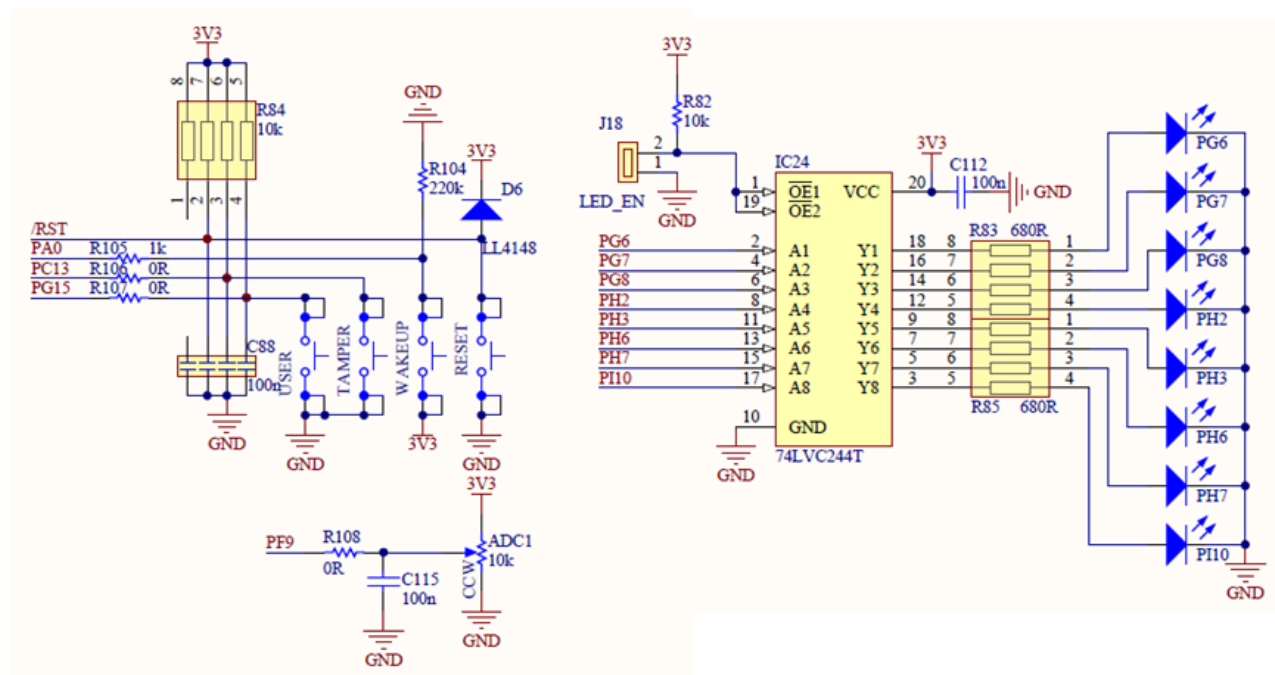 3V3
8 7 6 5
R84
10k
1 2 3 4
GND
R104
220k
3V3
D6
LL4148
/RST
PA0 R105 1k
PC13 R106 0R
PG15 R107 0R
C88
100n
USER
TAMPER
WAKEUP
RESET
GND
GND
3V3
GND
3V3
PF9
R108
0R
C115
100n
GND
ADC1
10k
CCW
GND
3V3
R82
10k
J18
2
1
LED_EN
GND
IC24
3V3
C112
100n
GND
1 OE1 VCC 20
19 OE2
PG6 2 A1 Y1 18 8 R83 680R 1
PG7 4 A2 Y2 16 7 2
PG8 6 A3 Y3 14 6 3
PH2 8 A4 Y4 12 5 4
PH3 11 A5 Y5 9 8 1
PH6 13 A6 Y6 7 7 2
PH7 15 A7 Y7 5 6 3
PI10 17 A8 Y8 3 5 4
R85 680R
10 GND
74LVC244T
GND
PG6
PG7
PG8
PH2
PH3
PH6
PH7
PI10
GND